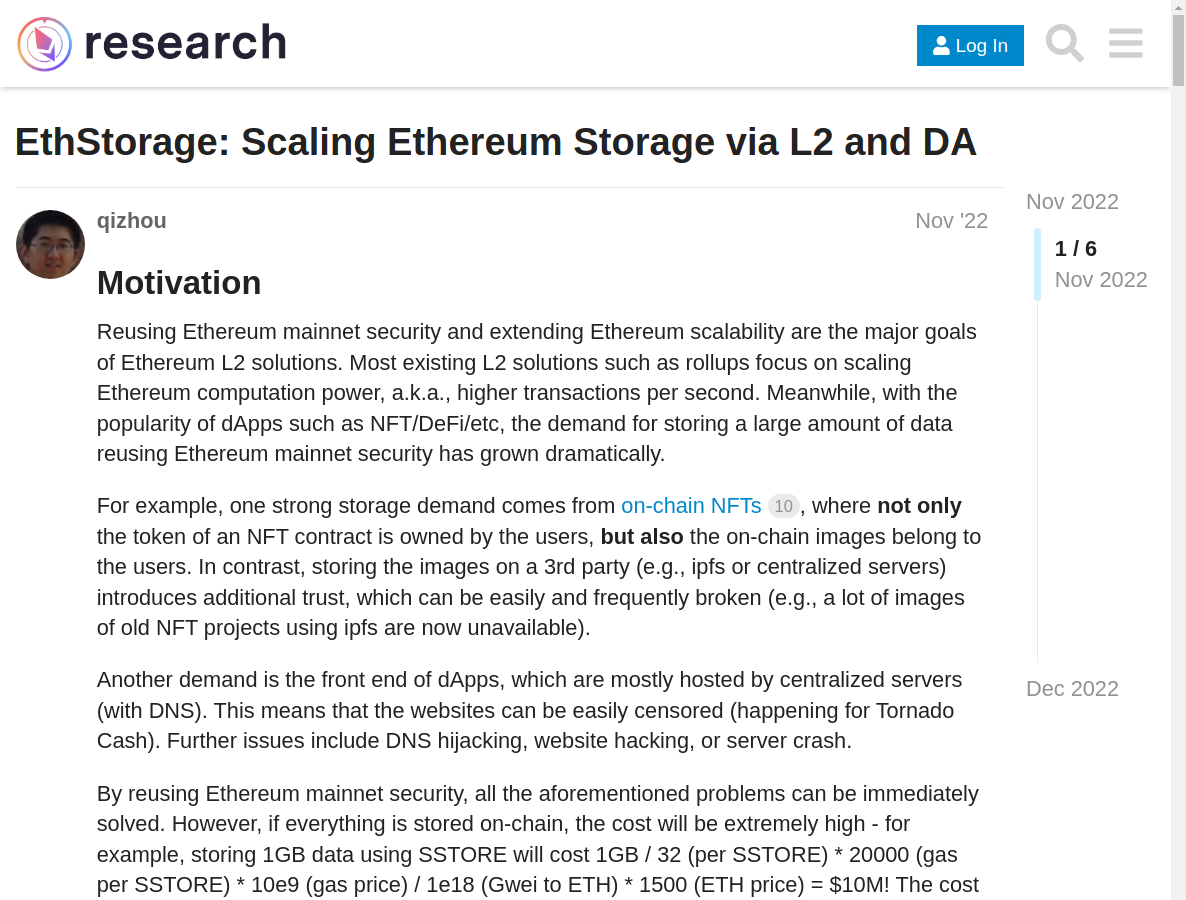 research
Log In
EthStorage: Scaling Ethereum Storage via L2 and DA
qizhou
Nov '22
Nov 2022
1 / 6
Nov 2022
Motivation
Reusing Ethereum mainnet security and extending Ethereum scalability are the major goals
of Ethereum L2 solutions. Most existing L2 solutions such as rollups focus on scaling
Ethereum computation power, a.k.a., higher transactions per second. Meanwhile, with the
popularity of dApps such as NFT/DeFi/etc, the demand for storing a large amount of data
reusing Ethereum mainnet security has grown dramatically.
For example, one strong storage demand comes from on-chain NFTs 10, where not only
the token of an NFT contract is owned by the users, but also the on-chain images belong to
the users. In contrast, storing the images on a 3rd party (e.g., ipfs or centralized servers)
introduces additional trust, which can be easily and frequently broken (e.g., a lot of images
of old NFT projects using ipfs are now unavailable).
Another demand is the front end of dApps, which are mostly hosted by centralized servers
(with DNS). This means that the websites can be easily censored (happening for Tornado
Cash). Further issues include DNS hijacking, website hacking, or server crash.
Dec 2022
By reusing Ethereum mainnet security, all the aforementioned problems can be immediately
solved. However, if everything is stored on-chain, the cost will be extremely high - for
example, storing 1GB data using SSTORE will cost 1GB / 32 (per SSTORE) * 20000 (gas
per SSTORE) * 10e9 (gas price) / 1e18 (Gwei to ETH) * 1500 (ETH price) = $10M! The cost